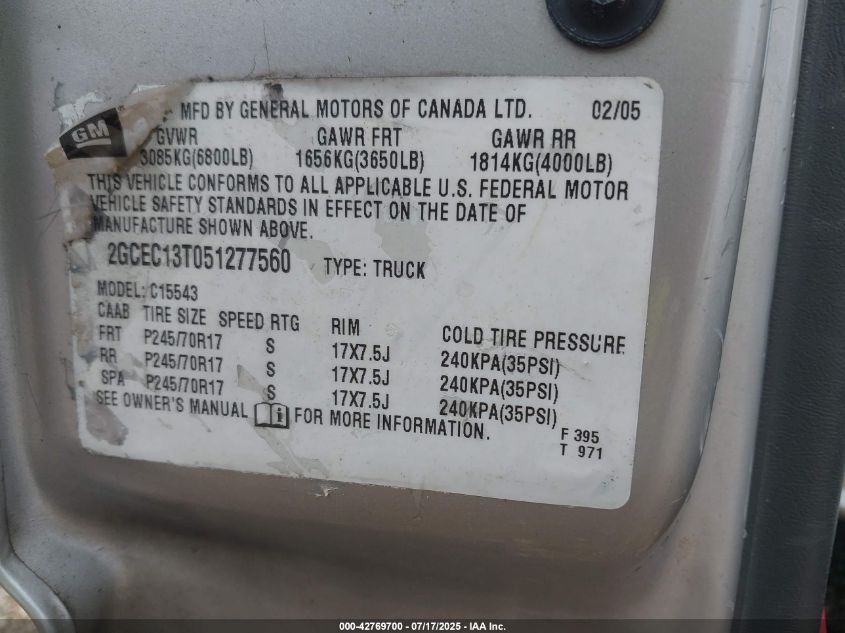 GM MFD BY GENERAL MOTORS OF CANADA LTD. 02/05
GVWR GAWR FRT GAWR RR
3085KG(6800LB) 1656KG(3650LB) 1814KG(4000LB)
THIS VEHICLE CONFORMS TO ALL APPLICABLE U.S. FEDERAL MOTOR
VEHICLE SAFETY STANDARDS IN EFFECT ON THE DATE OF
MANUFACTURE SHOWN ABOVE.
2GCEC13T051277560 TYPE: TRUCK
MODEL: C15543
CAAB TIRE SIZE SPEED RTG RIM COLD TIRE PRESSURE
FRT P245/70R17 S 17X7.5J 240KPA(35PSI)
RR P245/70R17 S 17X7.5J 240KPA(35PSI)
SPA P245/70R17 S 17X7.5J 240KPA(35PSI)
SEE OWNER'S MANUAL i FOR MORE INFORMATION.
F 395
T 971
000-42769700 - 07/17/2025 - IAA Inc.